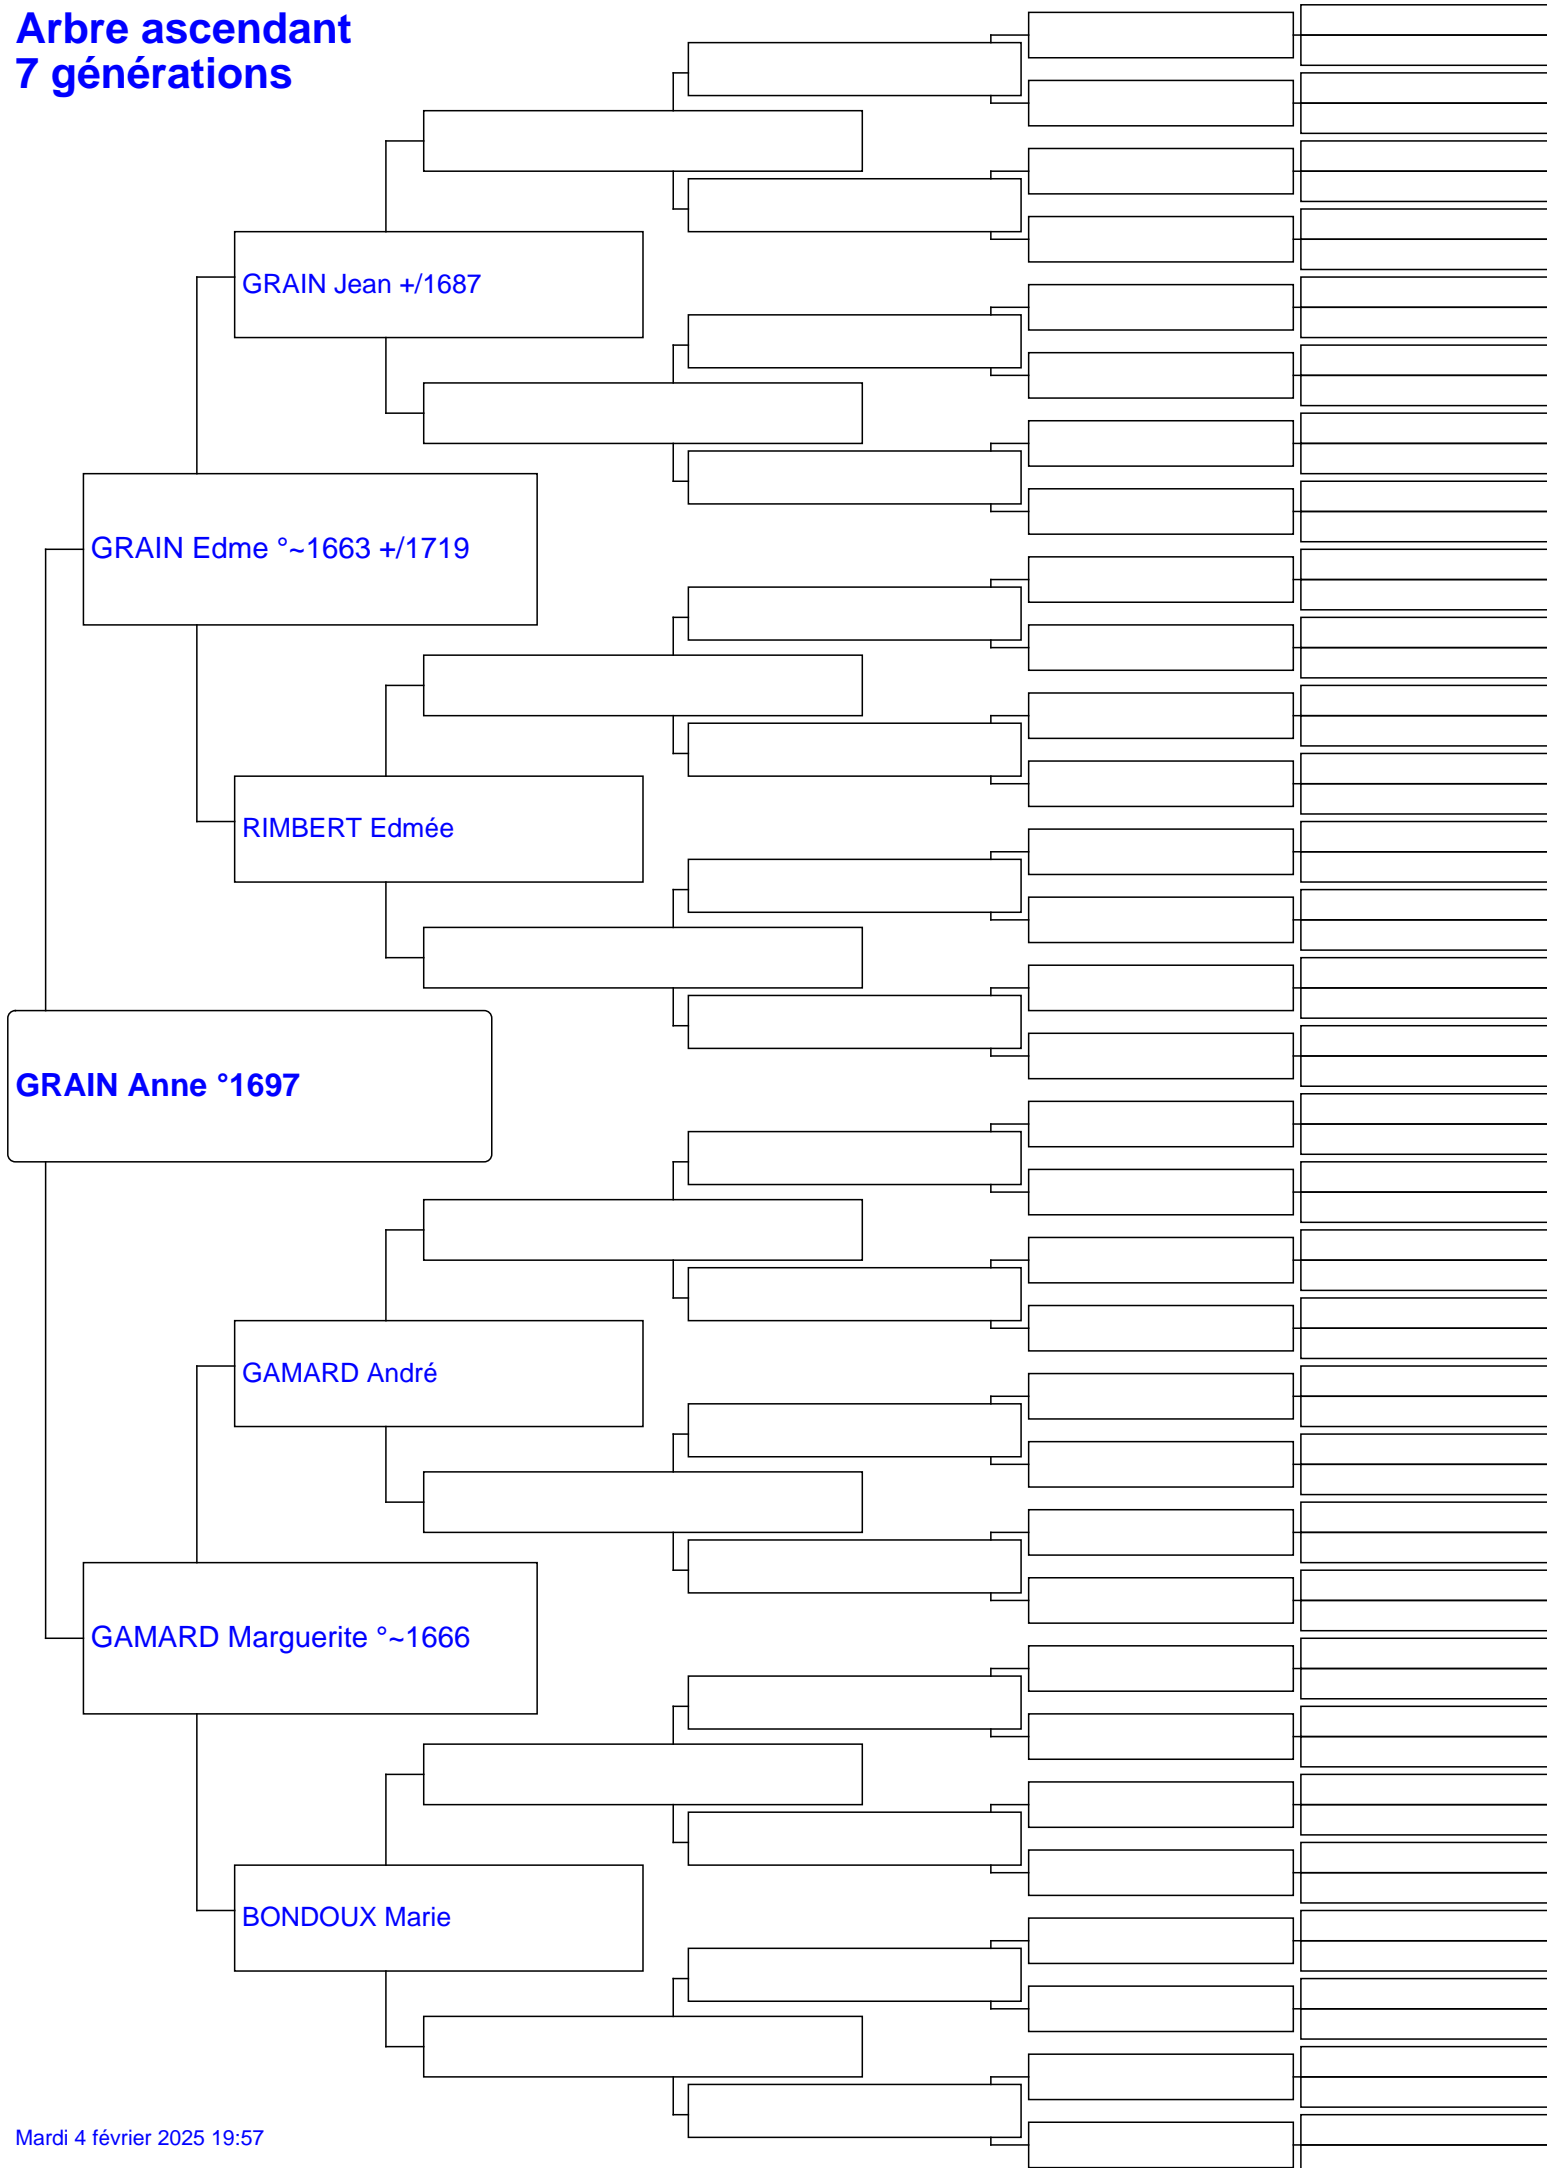 Arbre ascendant
7 générations
GRAIN Jean +/1687
GRAIN Edme °~1663 +/1719
RIMBERT Edmée
GRAIN Anne °1697
GAMARD André
GAMARD Marguerite °~1666
BONDOUX Marie
Mardi 4 février 2025 19:57